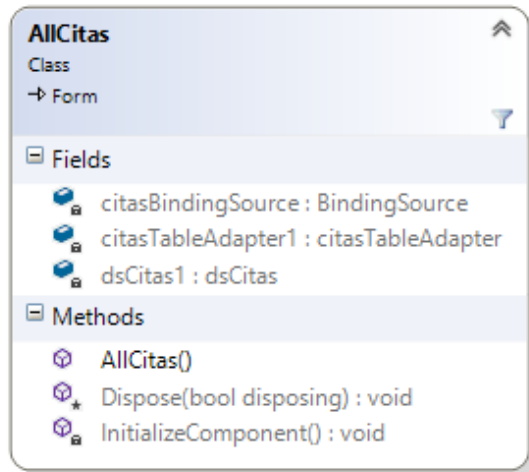 AllCitas
Class
Form
Fields
citasBindingSource : BindingSource
citasTableAdapter1 : citasTableAdapter
dsCitas1 : dsCitas
Methods
AllCitas()
Dispose(bool disposing) : void
InitializeComponent() : void